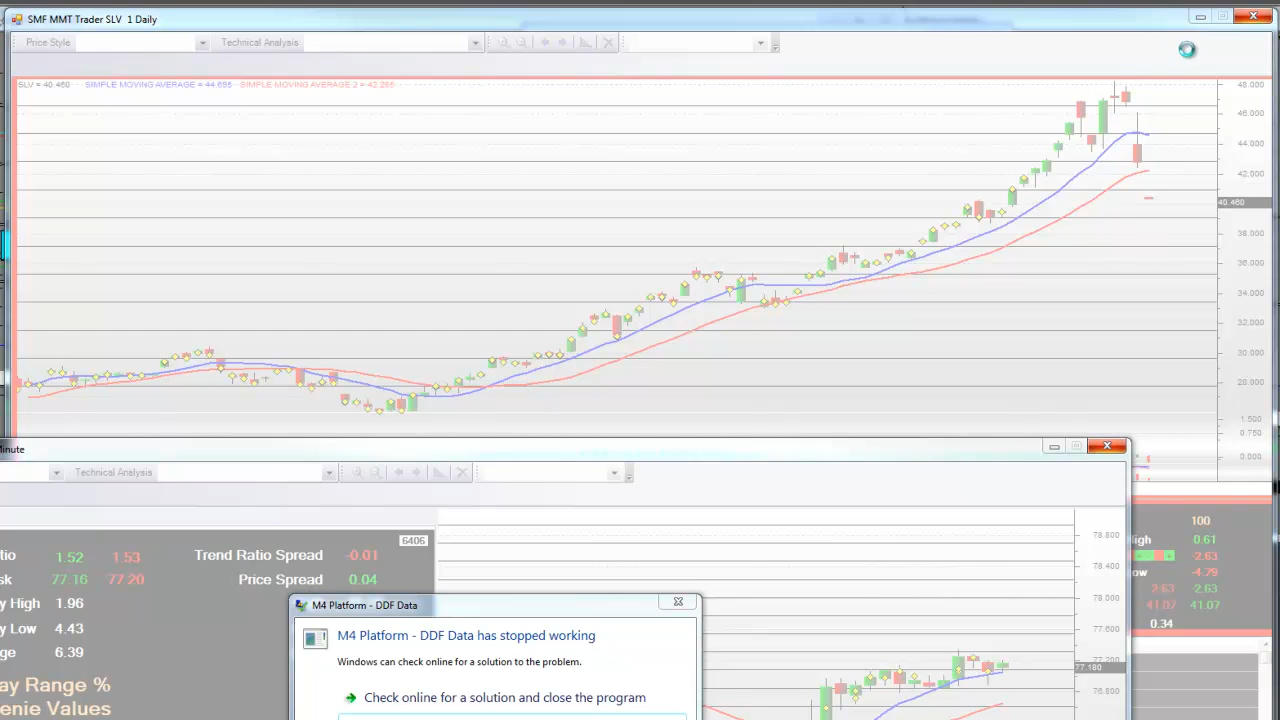 SMF MMT Trader SLV 1 Daily
Price Style
Technical Analysis
SLV = 40.460 SIMPLE MOVING AVERAGE = 44.695 SIMPLE MOVING AVERAGE 2 = 42.265
48.000
46.000
44.000
42.000
40.460
38.000
36.000
34.000
32.000
30.000
28.000
1.500
0.750
0.000
Minute
Technical Analysis
6406
tio 1.52 1.53 Trend Ratio Spread -0.01
sk 77.16 77.20 Price Spread 0.04
y High 1.96
y Low 4.43
ge 6.39
ay Range %
enie Values
78.800
78.400
78.000
77.600
77.200
77.180
76.800
100
igh 0.61
-2.63
ow -4.79
2.63 -2.63
41.07 41.07
0.34
M4 Platform - DDF Data
M4 Platform - DDF Data has stopped working
Windows can check online for a solution to the problem.
Check online for a solution and close the program